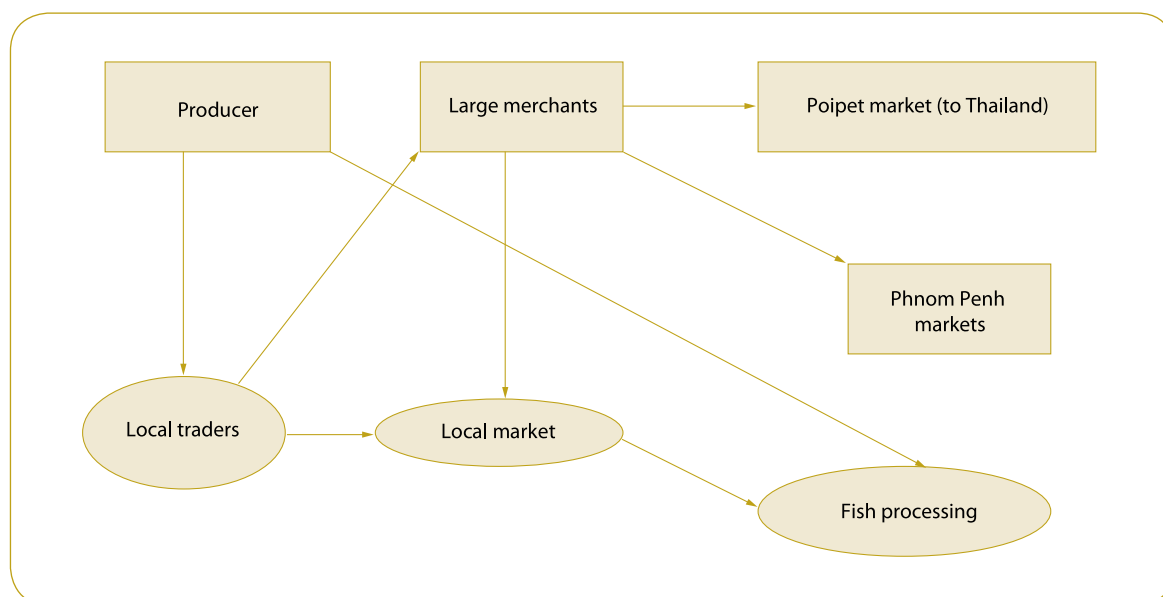 Producer
Large merchants
Poipet market (to Thailand)
Phnom Penh
markets
Local traders
Local market
Fish processing